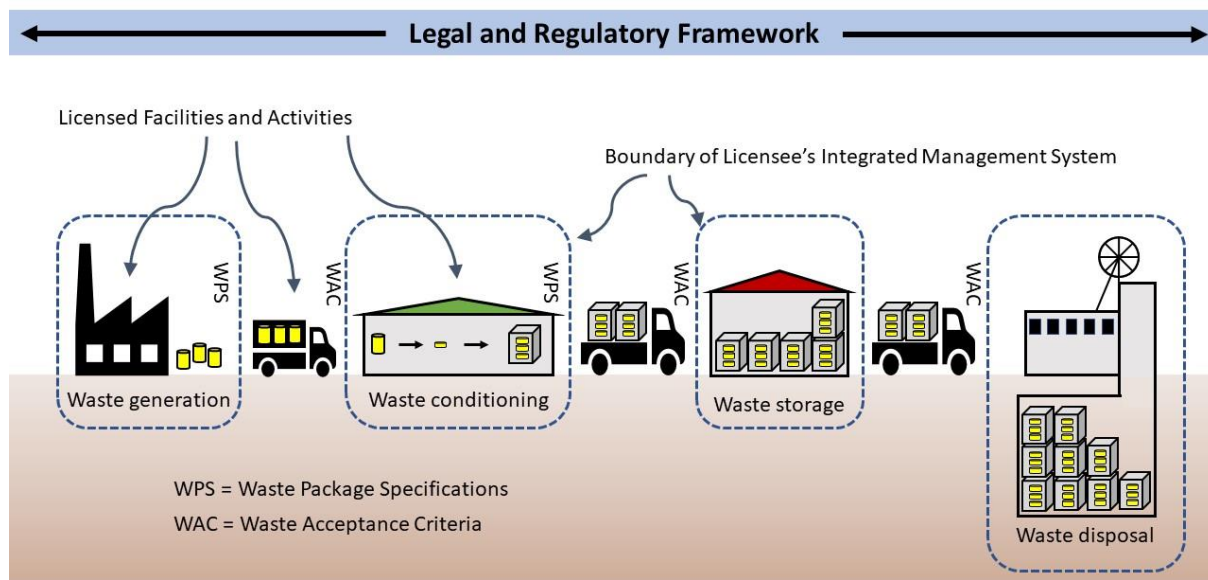 Legal and Regulatory Framework
Licensed Facilities and Activities
Boundary of Licensee's Integrated Management System
WPS
WAC
WPS
WAC
WAC
Waste generation
Waste conditioning
Waste storage
Waste disposal
WPS = Waste Package Specifications
WAC = Waste Acceptance Criteria